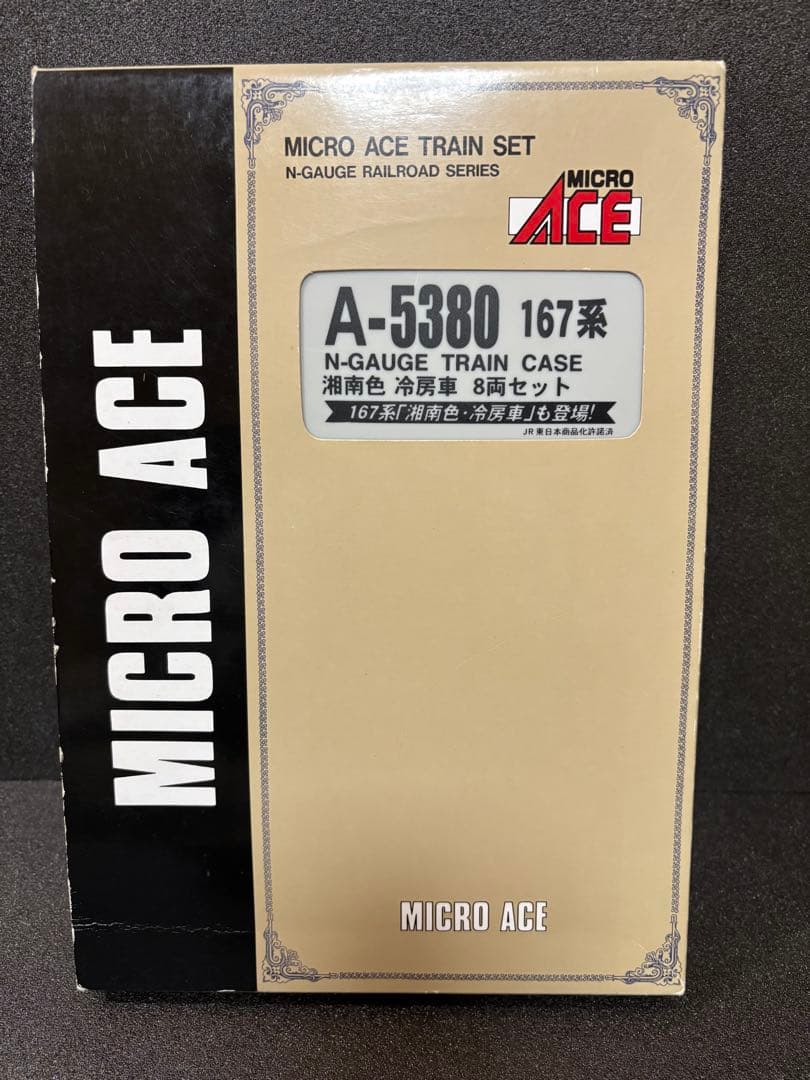 MICRO ACE
MICRO ACE TRAIN SET
N-GAUGE RAILROAD SERIES
MICRO
ACE
A-5380 167系
N-GAUGE TRAIN CASE
湘南色 冷房車 8両セット
167系「湘南色・冷房車」も登場!
JR東日本商品化許諾済
MICRO ACE